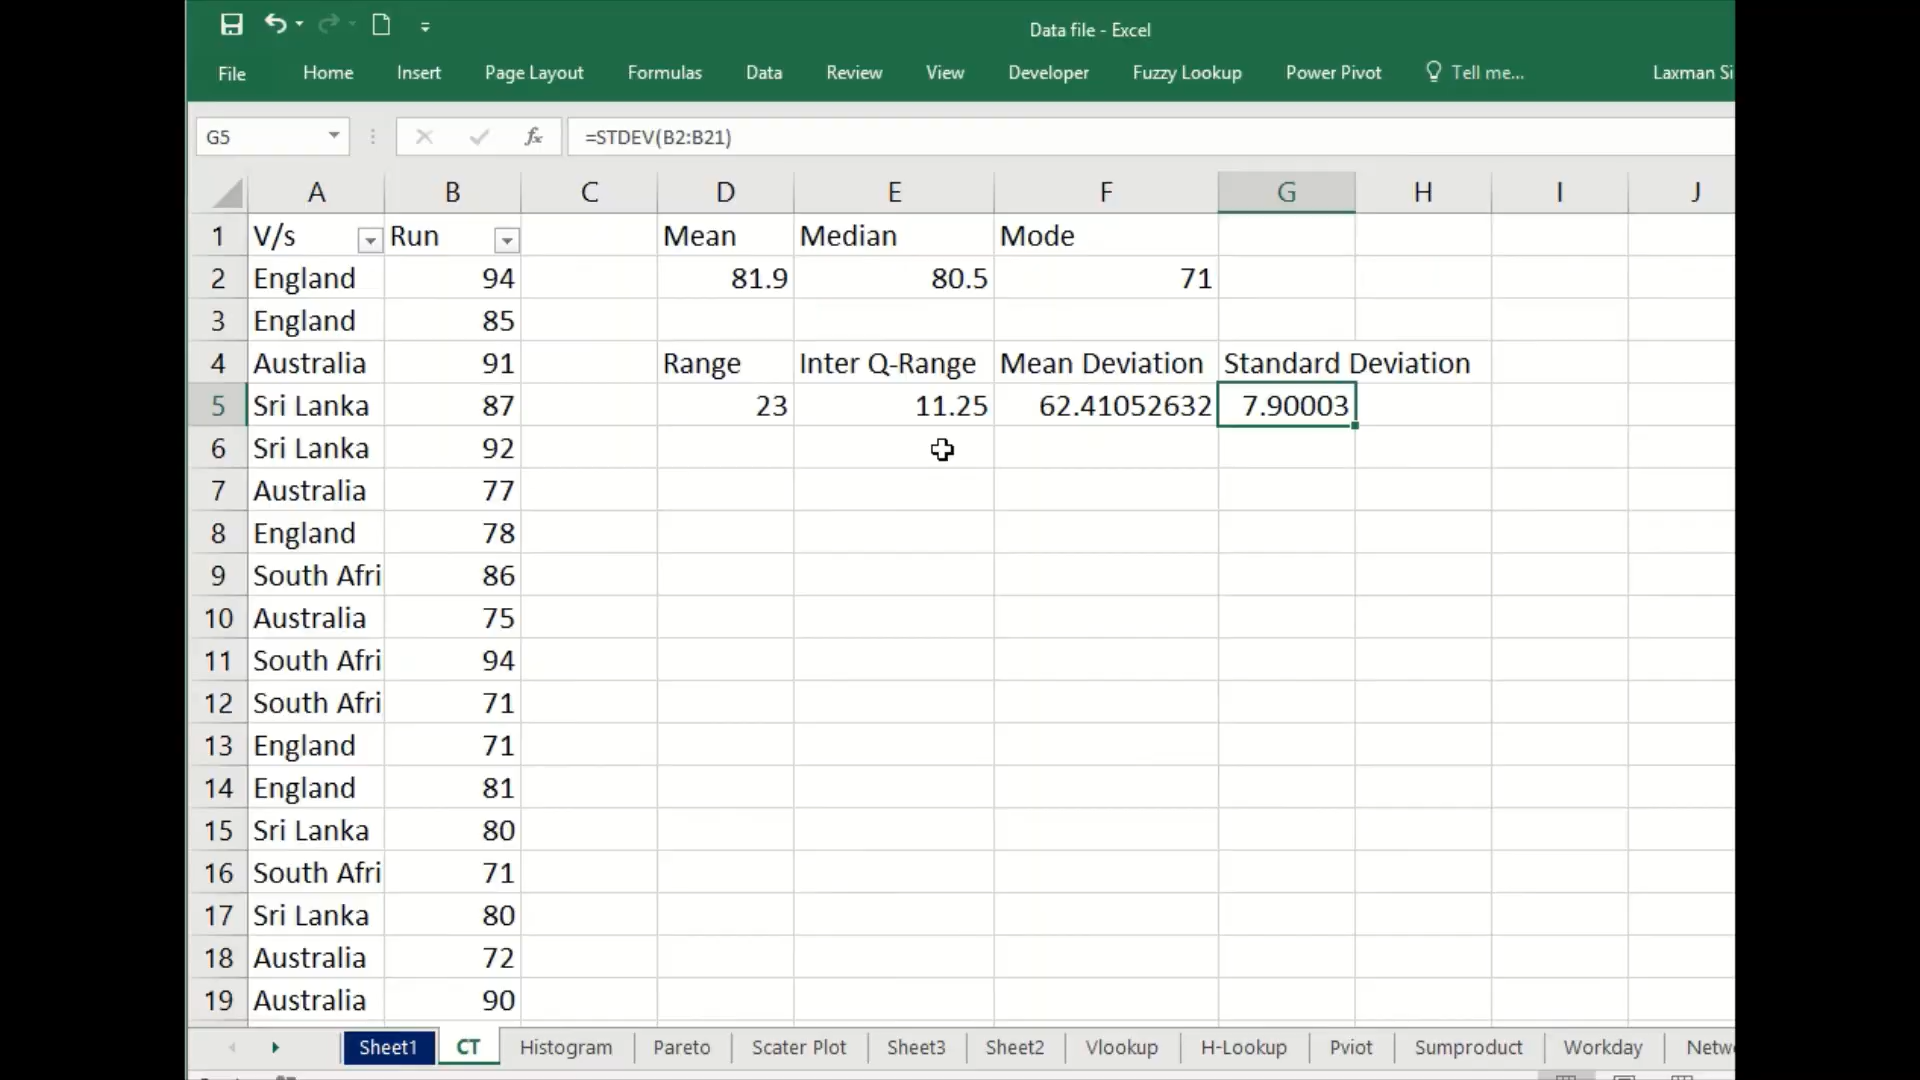 Data file - Excel
File Home Insert Page Layout Formulas Data Review View Developer Fuzzy Lookup Power Pivot Tell me... Laxman Si
G5 fx =STDEV(B2:B21)
A B C D E F G H I J
1 V/s Run Mean Median Mode
2 England 94 81.9 80.5 71
3 England 85
4 Australia 91 Range Inter Q-Range Mean Deviation Standard Deviation
5 Sri Lanka 87 23 11.25 62.41052632 7.90003
6 Sri Lanka 92
7 Australia 77
8 England 78
9 South Afri 86
10 Australia 75
11 South Afri 94
12 South Afri 71
13 England 71
14 England 81
15 Sri Lanka 80
16 South Afri 71
17 Sri Lanka 80
18 Australia 72
19 Australia 90
Sheet1 CT Histogram Pareto Scater Plot Sheet3 Sheet2 Vlookup H-Lookup Pviot Sumproduct Workday Netw